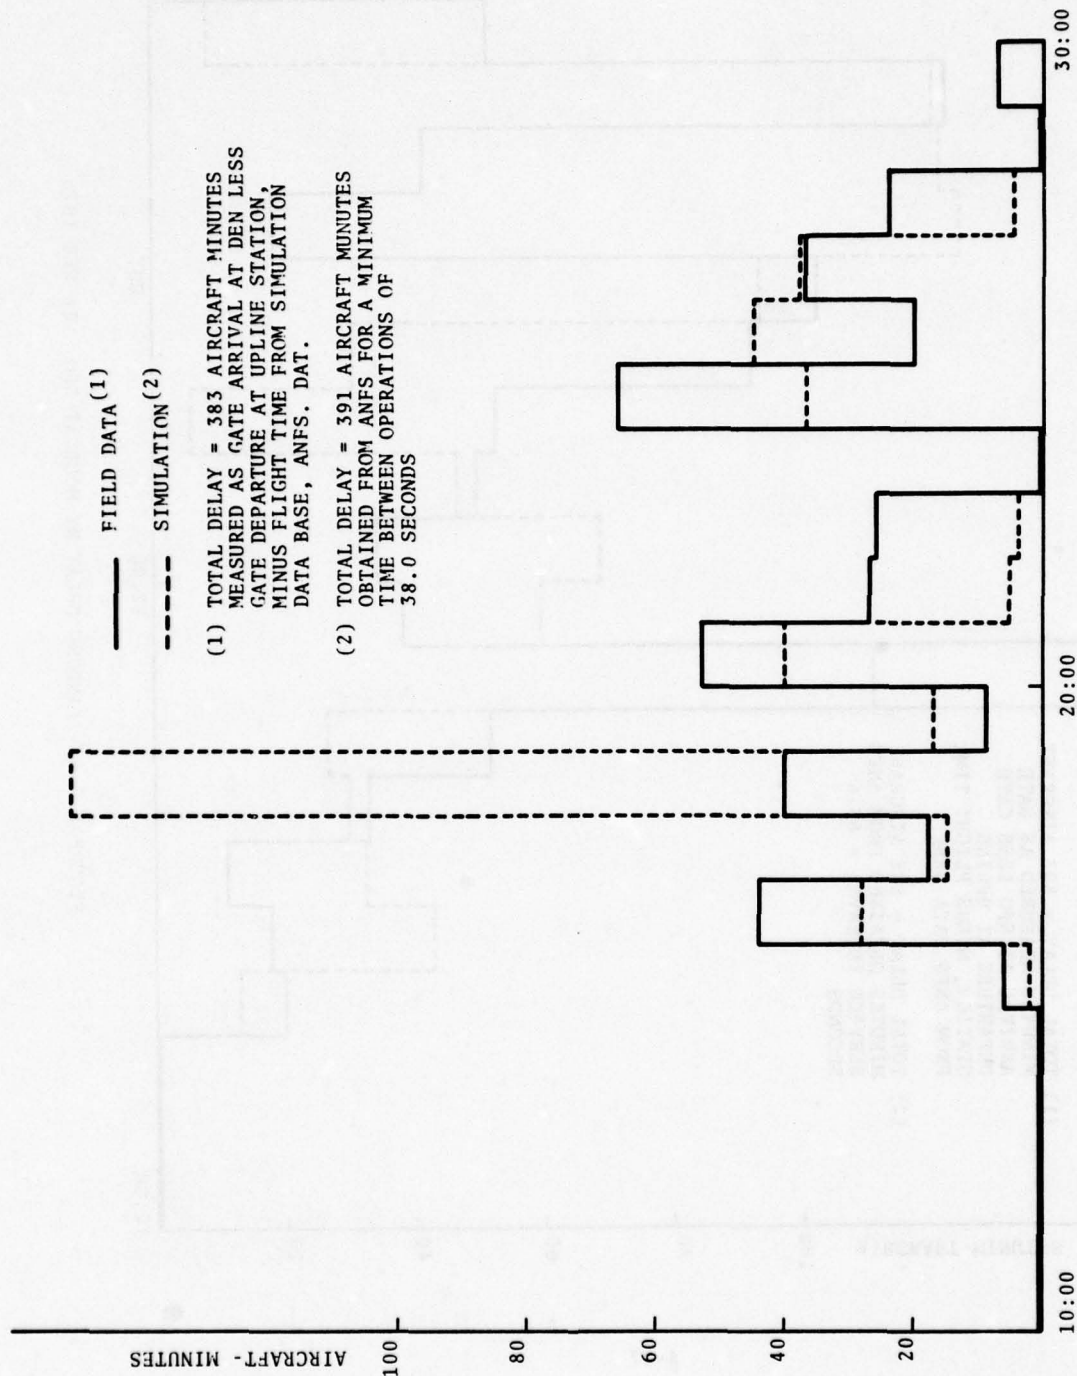 FIELD DATA(1)
SIMULATION(2)
(1) TOTAL DELAY = 383 AIRCRAFT MINUTES
MEASURED AS GATE ARRIVAL AT DEN LESS
GATE DEPARTURE AT UPLINE STATION,
MINUS FLIGHT TIME FROM SIMULATION
DATA BASE, ANFS. DAT.
(2) TOTAL DELAY = 391 AIRCRAFT MUNUTES
OBTAINED FROM ANFS FOR A MINIMUM
TIME BETWEEN OPERATIONS OF
38.0 SECONDS
AIRCRAFT - MINUTES
100
80
60
40
20
10:00
20:00
30:00